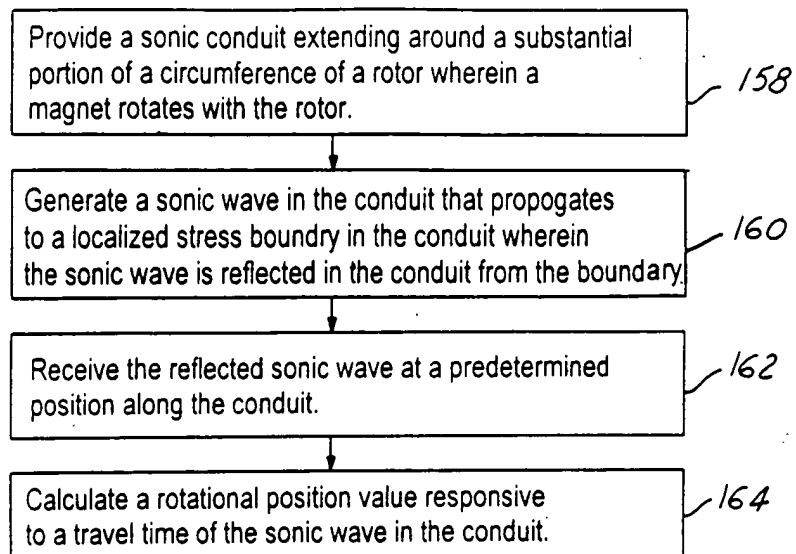 Provide a sonic conduit extending around a substantial
portion of a circumference of a rotor wherein a
magnet rotates with the rotor.
158
Generate a sonic wave in the conduit that propogates
to a localized stress boundry in the conduit wherein
the sonic wave is reflected in the conduit from the boundary.
160
Receive the reflected sonic wave at a predetermined
position along the conduit.
162
Calculate a rotational position value responsive
to a travel time of the sonic wave in the conduit.
164